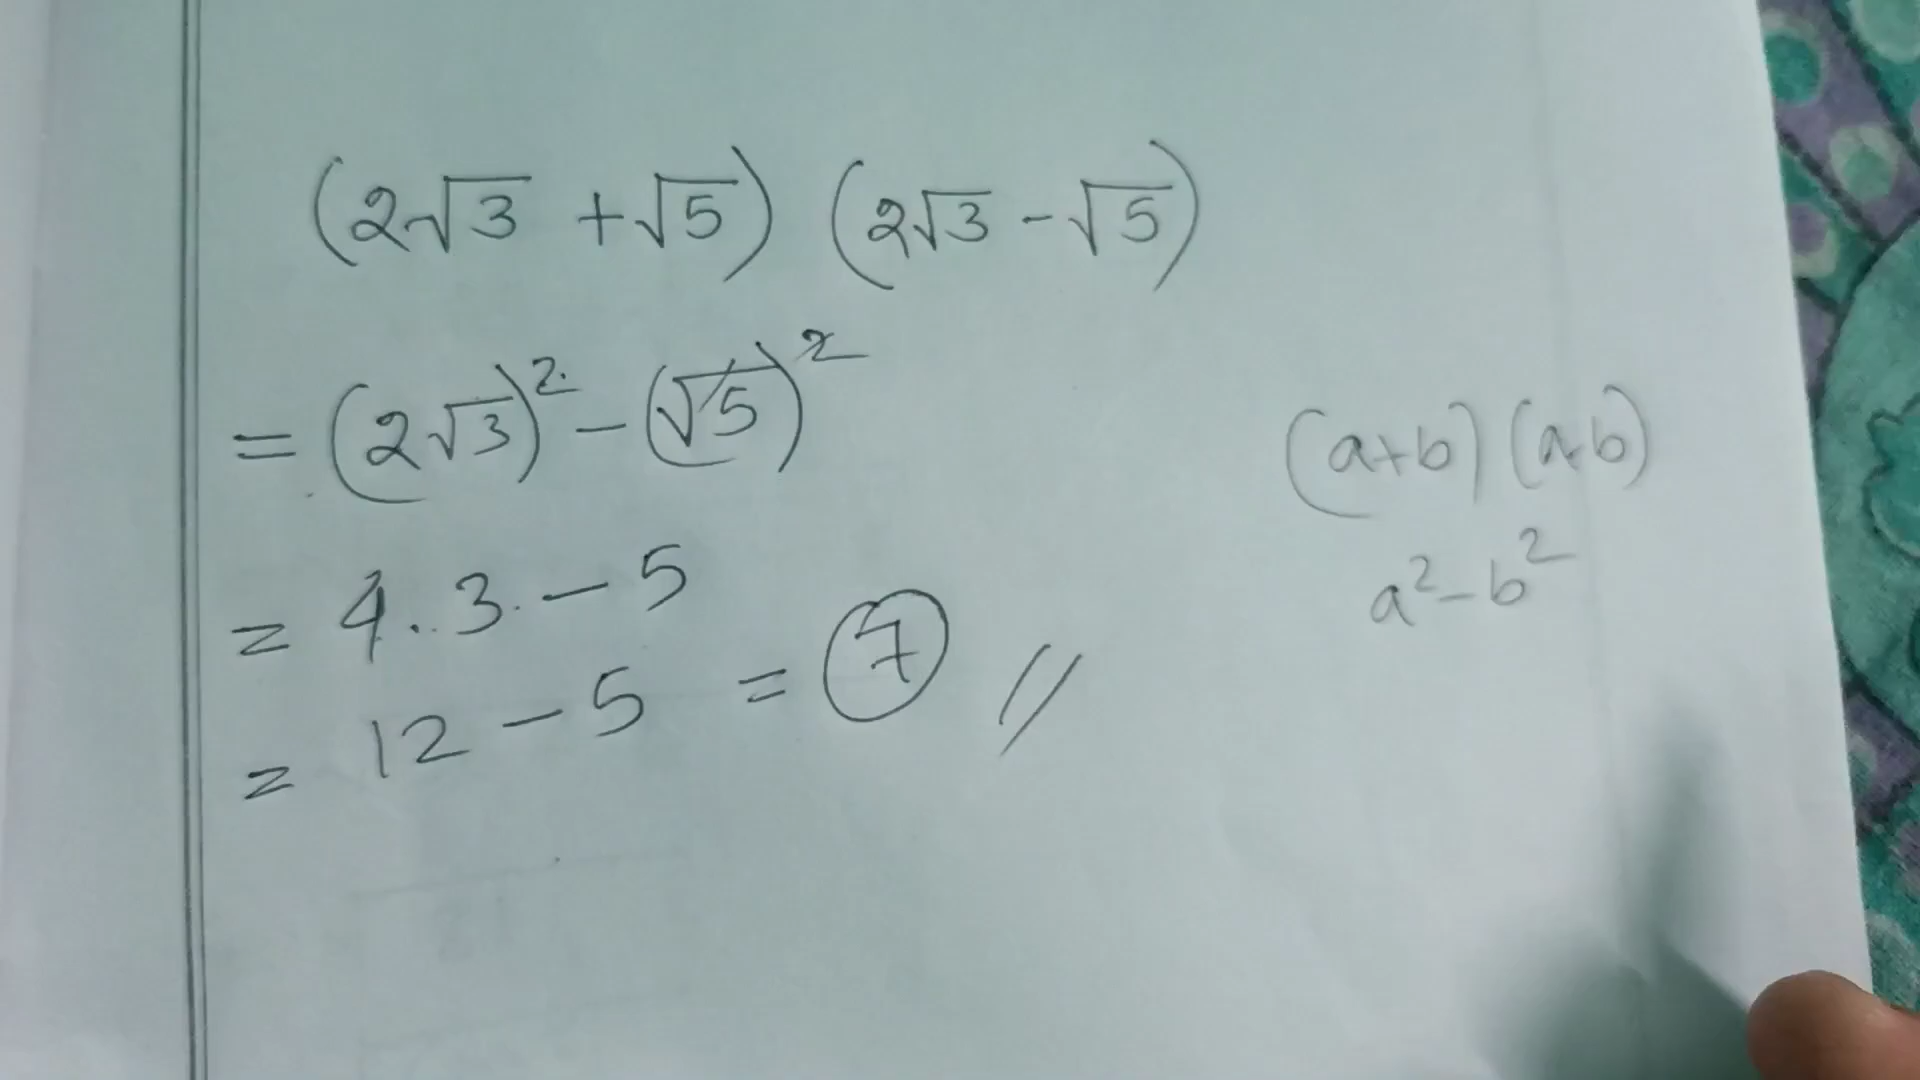 (2√3 + √5) (2√3 - √5)
= (2√3)² - (√5)²
= 4.3 - 5
= 12 - 5 = 7 //
(a+b) (a-b)
a² - b²